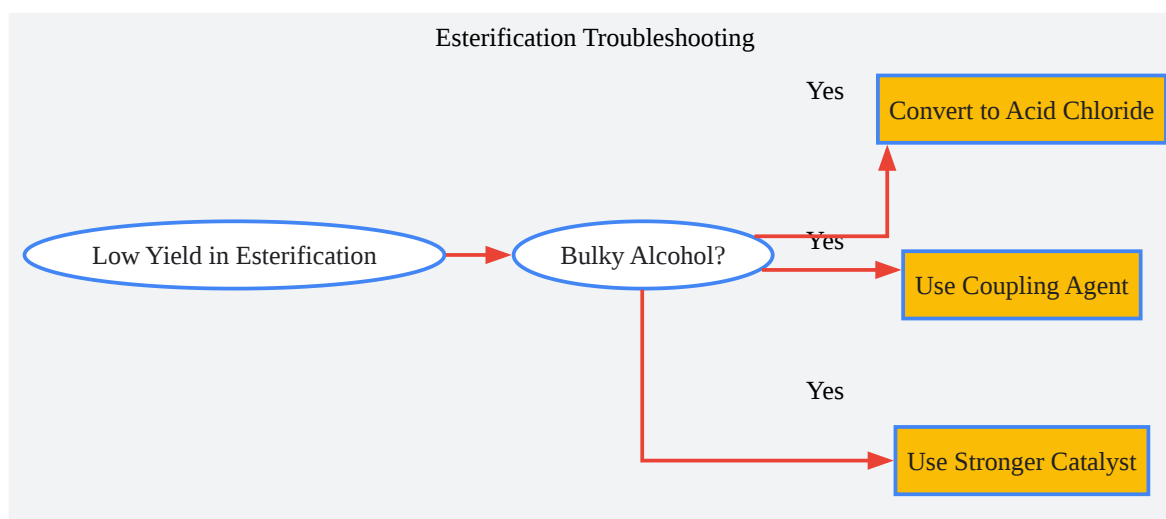 Esterification Troubleshooting
Yes
Convert to Acid Chloride
Low Yield in Esterification
Bulky Alcohol?
Yes
Use Coupling Agent
Yes
Use Stronger Catalyst